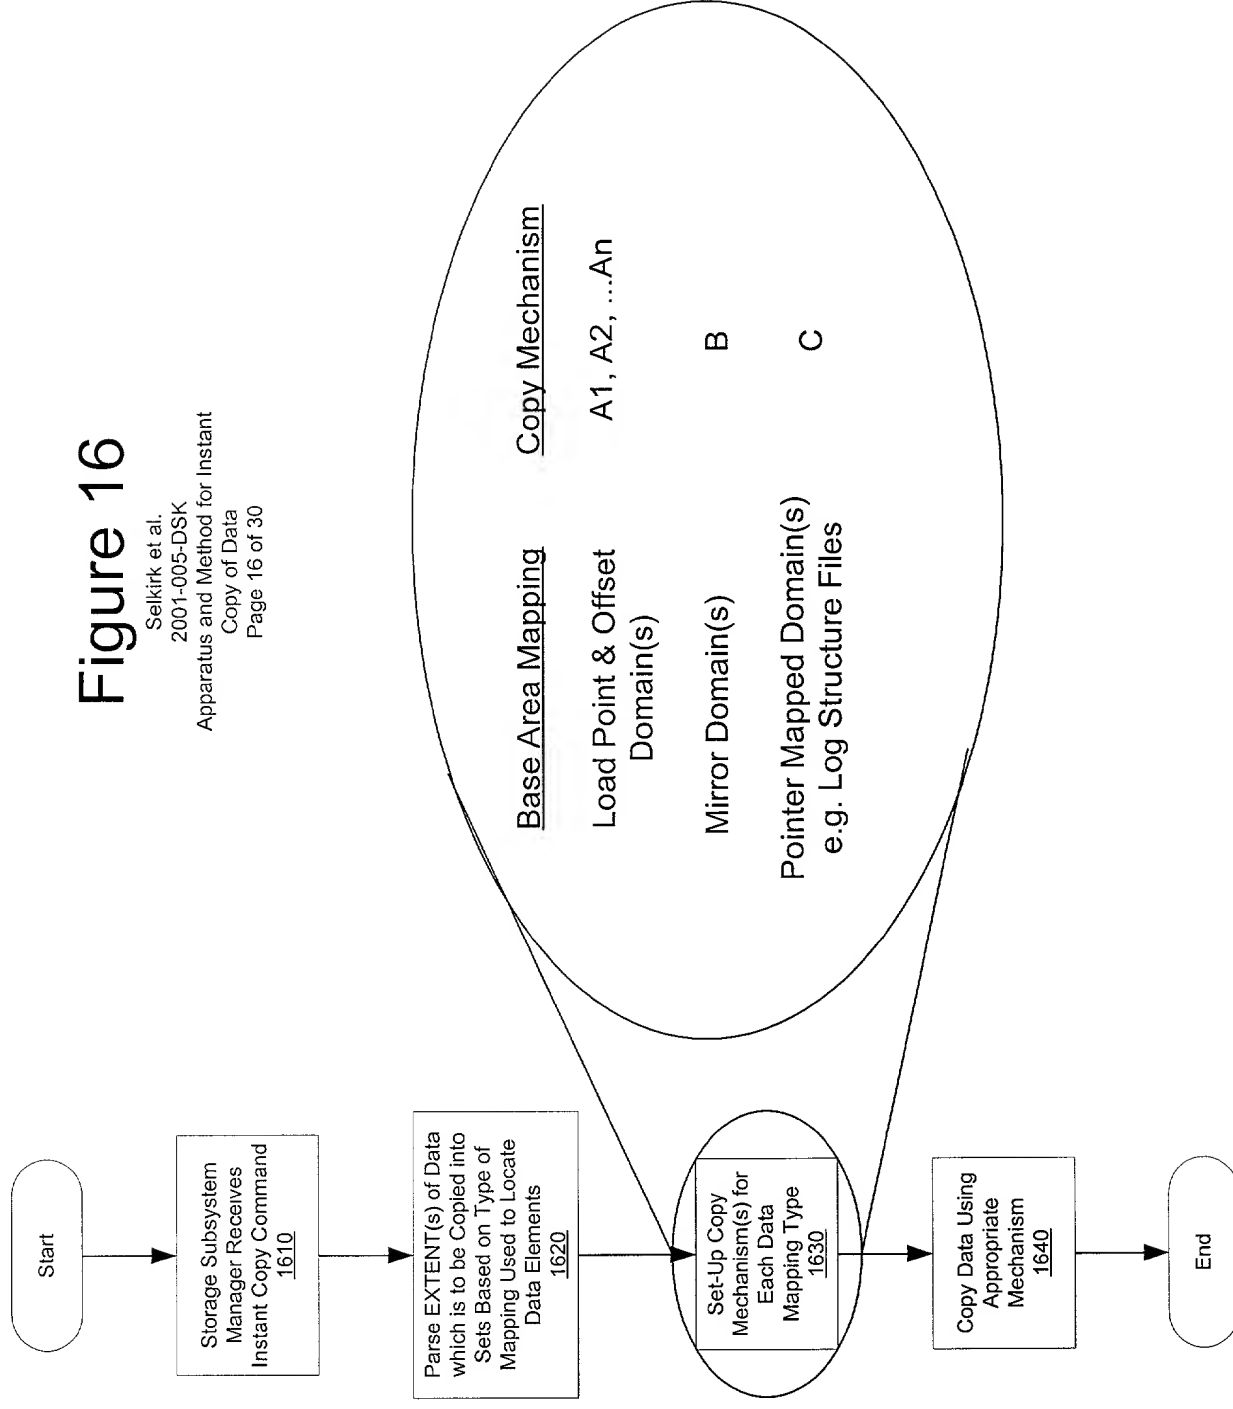 Figure 16
Selkirk et al.
2001-005-DSK
Apparatus and Method for Instant
Copy of Data
Page 16 of 30
Start
Storage Subsystem
Manager Receives
Instant Copy Command
1610
Parse EXTENT(s) of Data
which is to be Copied into
Sets Based on Type of
Mapping Used to Locate
Data Elements
1620
Set-Up Copy
Mechanism(s) for
Each Data
Mapping Type
1630
Copy Data Using
Appropriate
Mechanism
1640
End
Base Area Mapping Copy Mechanism
Load Point & Offset A1, A2, ...An
Domain(s)
Mirror Domain(s) B
Pointer Mapped Domain(s) C
e.g. Log Structure Files